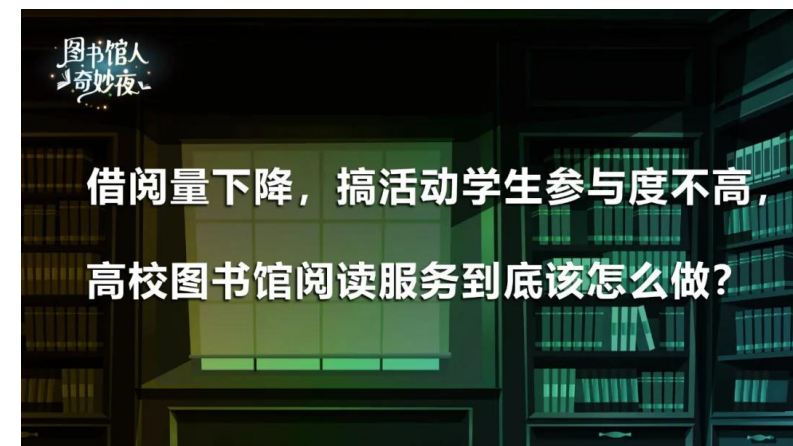 图书馆人
奇妙夜
借阅量下降，搞活动学生参与度不高，
高校图书馆阅读服务到底该怎么做？